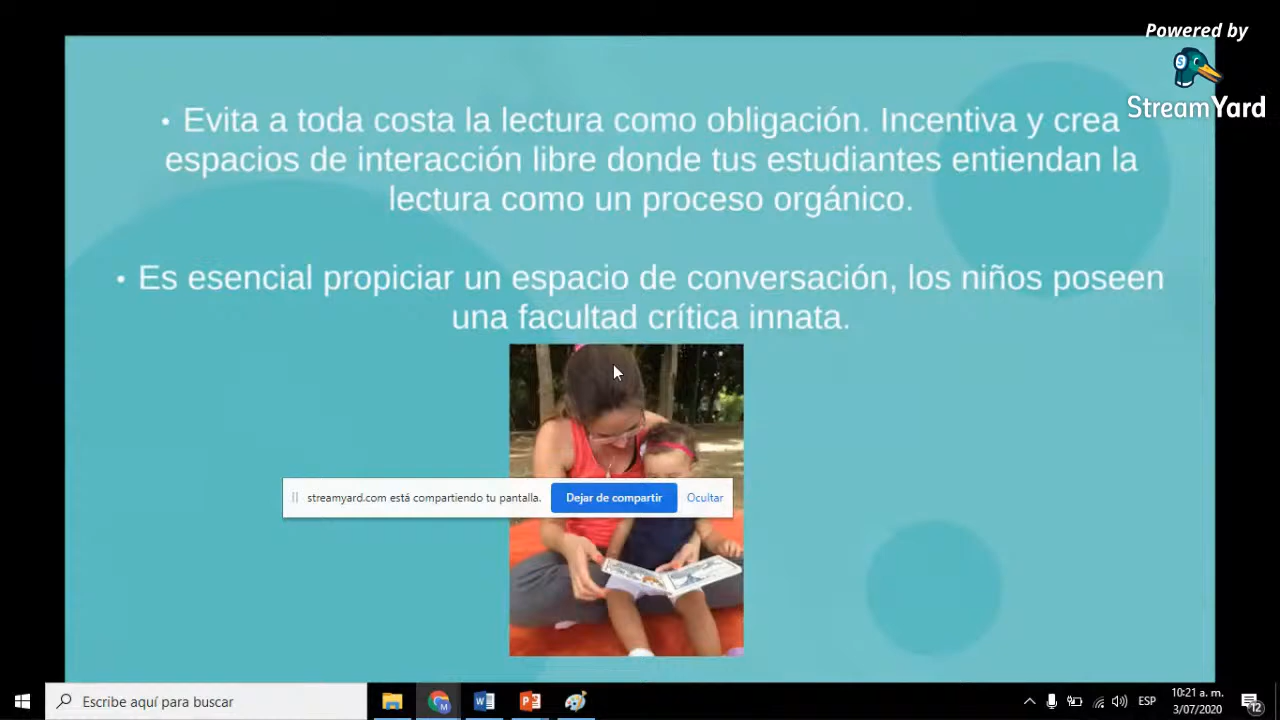 Powered by
StreamYard
• Evita a toda costa la lectura como obligación. Incentiva y crea
espacios de interacción libre donde tus estudiantes entiendan la
lectura como un proceso orgánico.
• Es esencial propiciar un espacio de conversación, los niños poseen
una facultad crítica innata.
streamyard.com está compartiendo tu pantalla. Dejar de compartir Ocultar
Escribe aquí para buscar
ESP
10:21 a. m.
3/07/2020
12